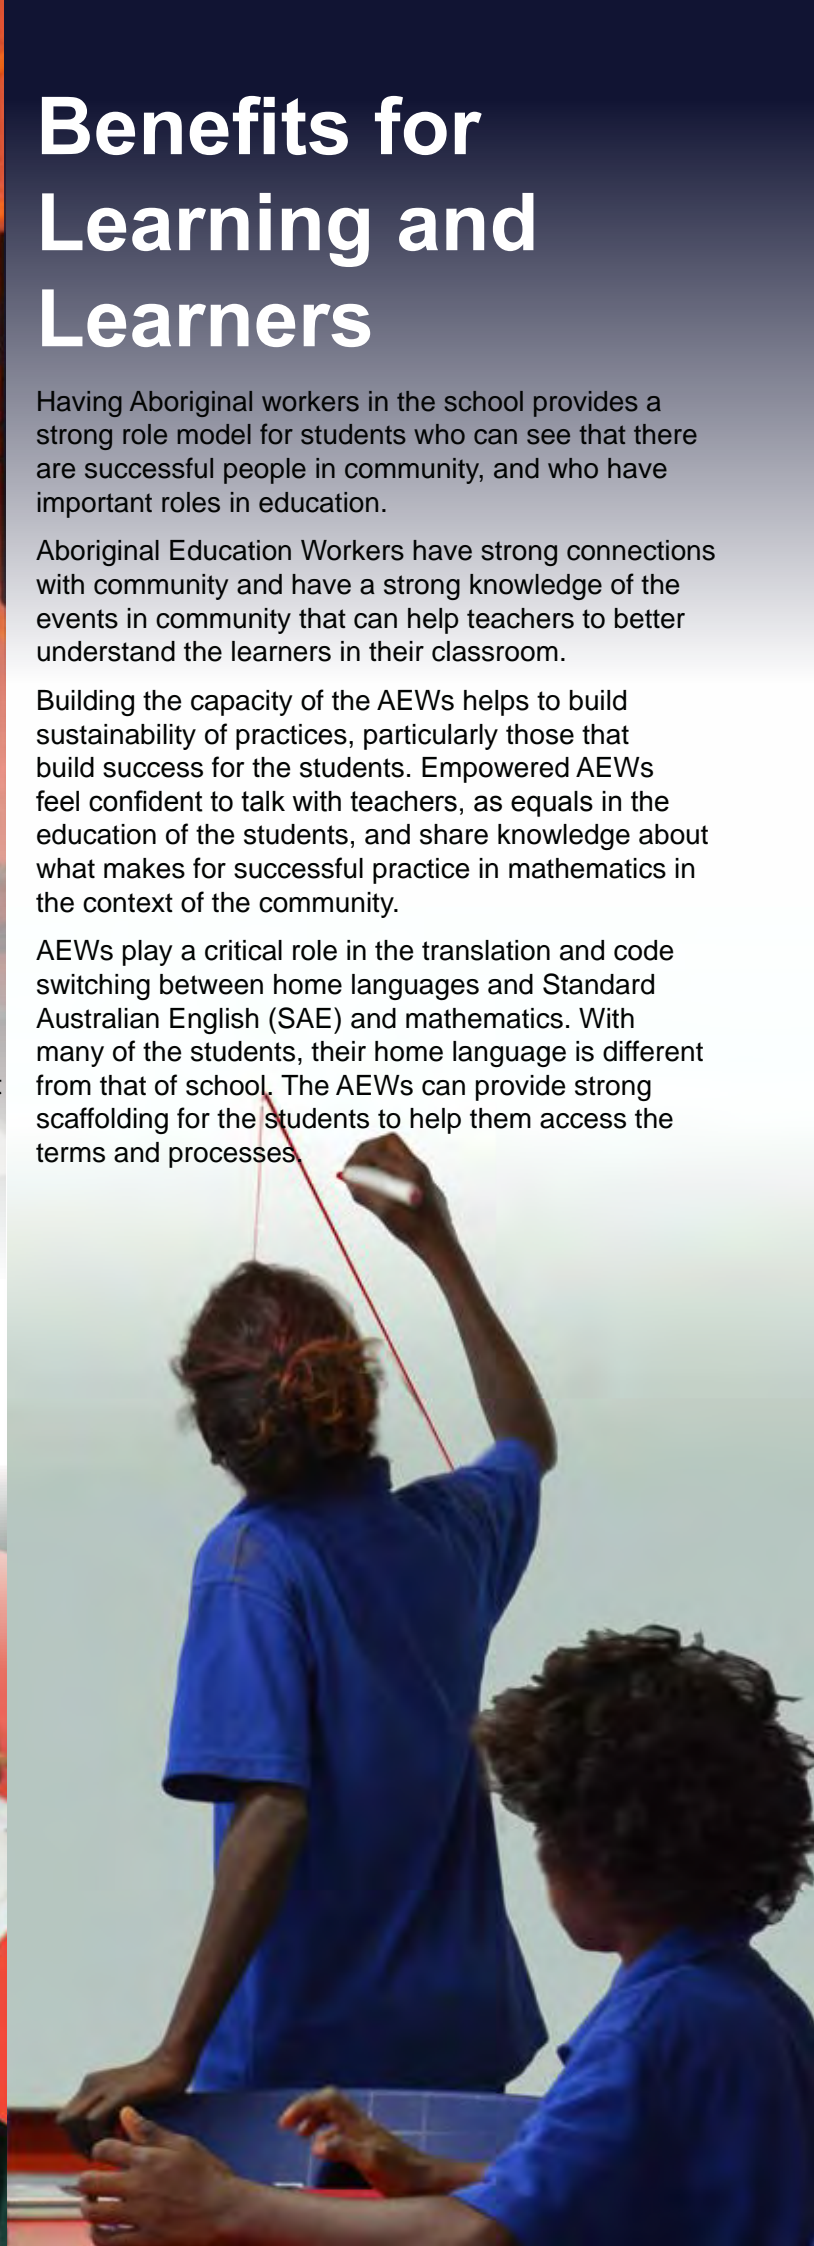 Benefits for
Learning and
Learners
Having Aboriginal workers in the school provides a
strong role model for students who can see that there
are successful people in community, and who have
important roles in education.
Aboriginal Education Workers have strong connections
with community and have a strong knowledge of the
events in community that can help teachers to better
understand the learners in their classroom.
Building the capacity of the AEWs helps to build
sustainability of practices, particularly those that
build success for the students. Empowered AEWs
feel confident to talk with teachers, as equals in the
education of the students, and share knowledge about
what makes for successful practice in mathematics in
the context of the community.
AEWs play a critical role in the translation and code
switching between home languages and Standard
Australian English (SAE) and mathematics. With
many of the students, their home language is different
from that of school. The AEWs can provide strong
scaffolding for the students to help them access the
terms and processes.